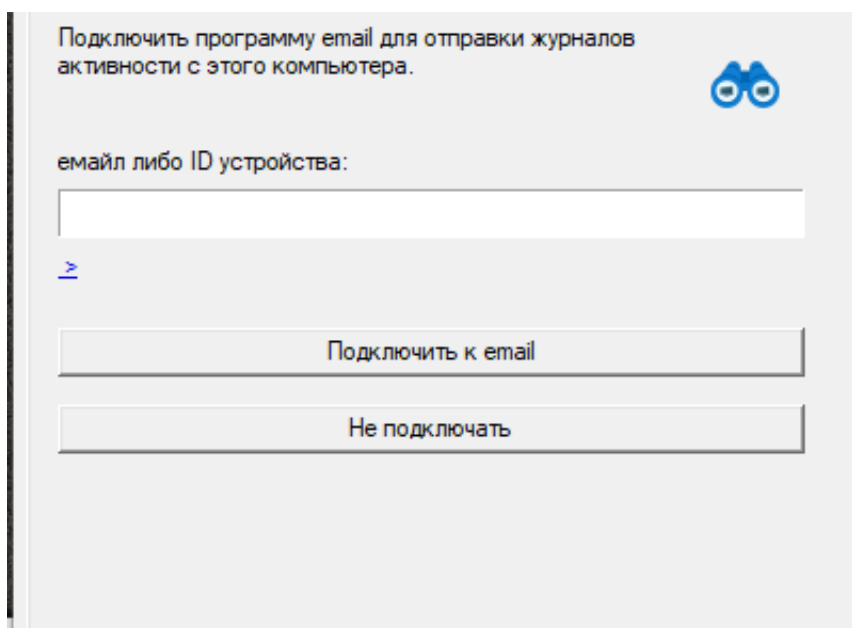 Подключить программу email для отправки журналов
активности с этого компьютера.
емайл либо ID устройства:
>
Подключить к email
Не подключать